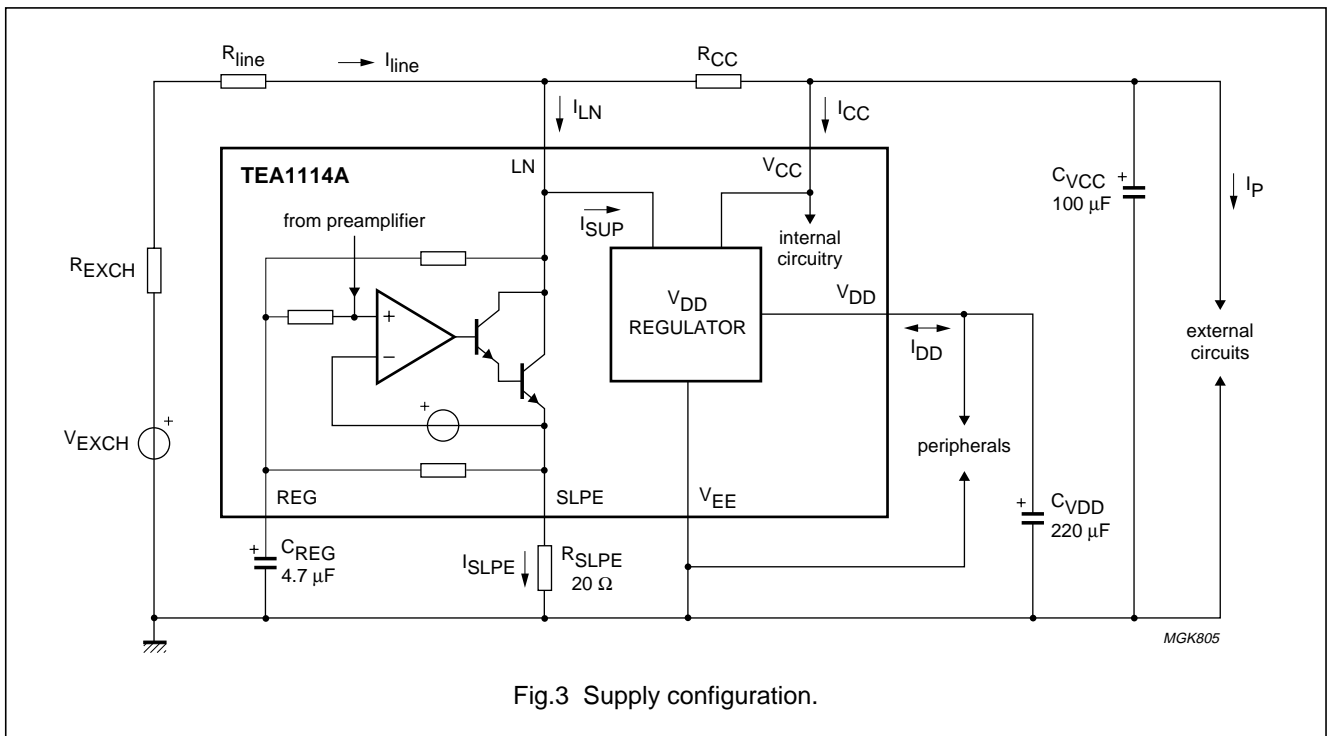 Rline
Iline
RCC
ILN
ICC
TEA1114A
LN
VCC
CVCC
100 μF
IP
from preamplifier
ISUP
internal
circuitry
REXCH
VDD
VDD
REGULATOR
+
−
IDD
external
circuits
+
VEXCH
+
peripherals
REG
SLPE
VEE
CVDD
220 μF
+
+
+
CREG
4.7 μF
ISLPE
RSLPE
20 Ω
MGK805
Fig.3 Supply configuration.